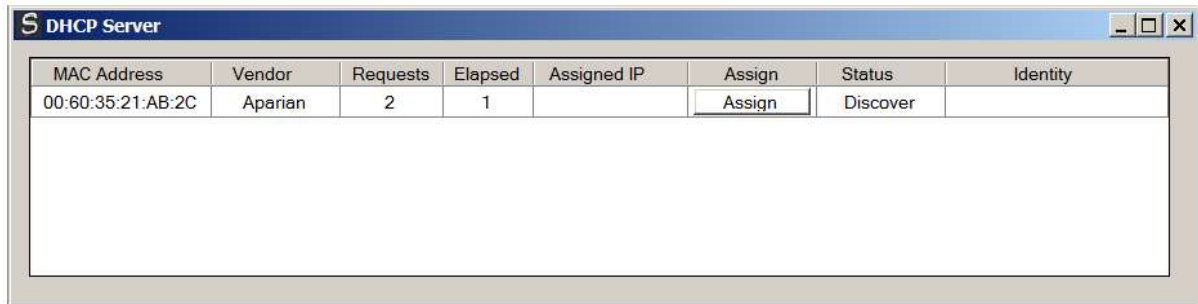 S DHCP Server
MAC Address Vendor Requests Elapsed Assigned IP Assign Status Identity
00:60:35:21:AB:2C Aparian 2 1 Assign Discover